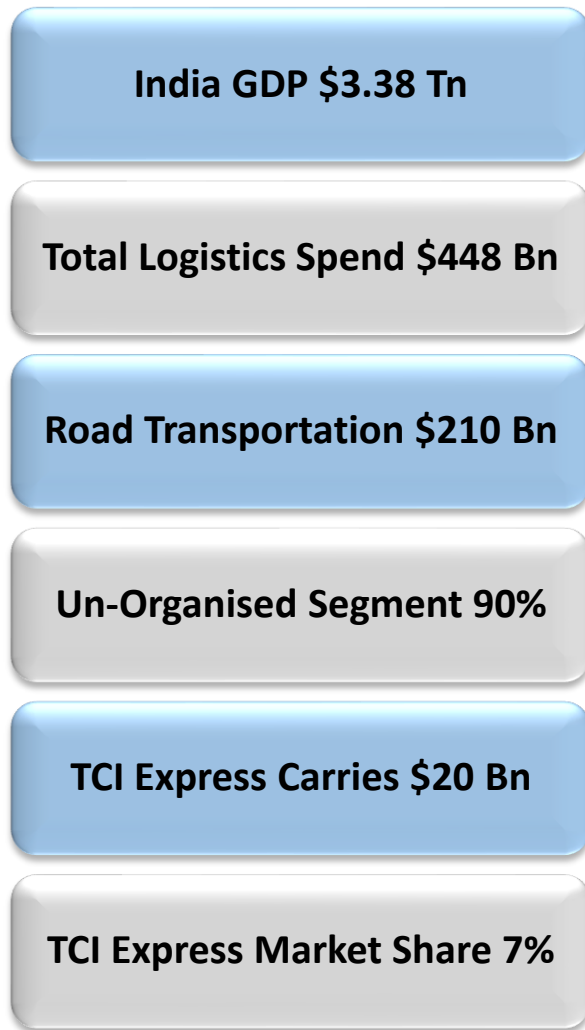 India GDP $3.38 Tn
Total Logistics Spend $448 Bn
Road Transportation $210 Bn
Un-Organised Segment 90%
TCI Express Carries $20 Bn
TCI Express Market Share 7%